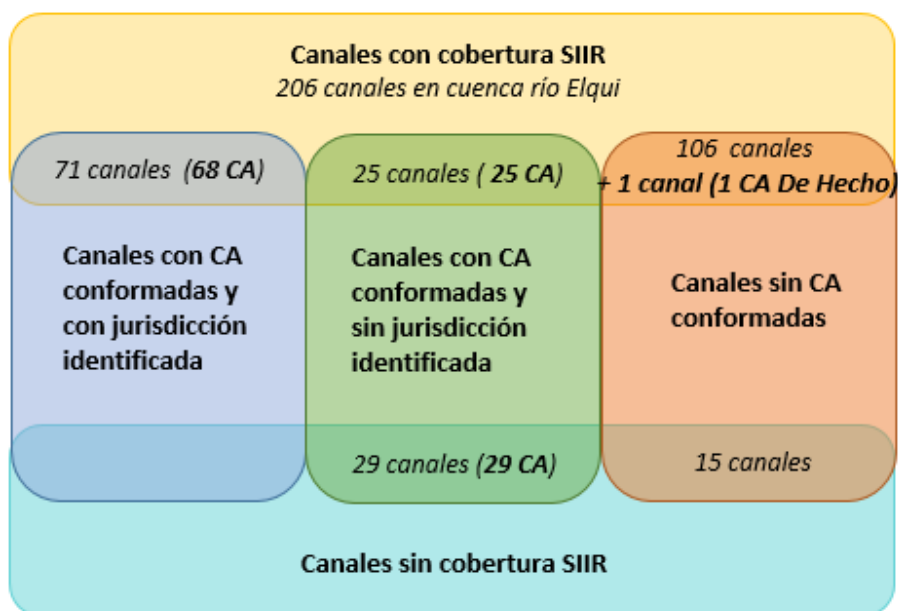 Canales con cobertura SIIR
206 canales en cuenca río Elqui
71 canales (68 CA)
25 canales ( 25 CA)
106 canales
+ 1 canal (1 CA De Hecho)
Canales con CA
conformadas y
con jurisdicción
identificada
Canales con CA
conformadas y
sin jurisdicción
identificada
Canales sin CA
conformadas
29 canales (29 CA)
15 canales
Canales sin cobertura SIIR